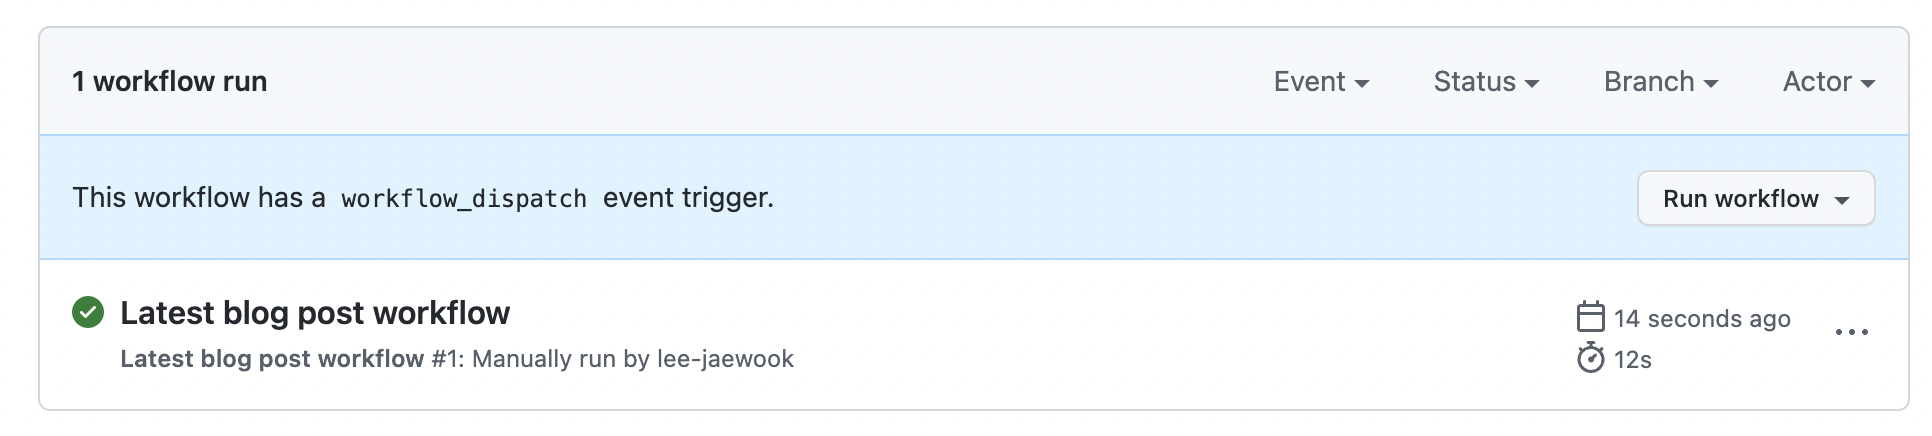 1 workflow run Event Status Branch Actor
This workflow has a workflow_dispatch event trigger. Run workflow
Latest blog post workflow
14 seconds ago
Latest blog post workflow #1: Manually run by lee-jaewook
12s